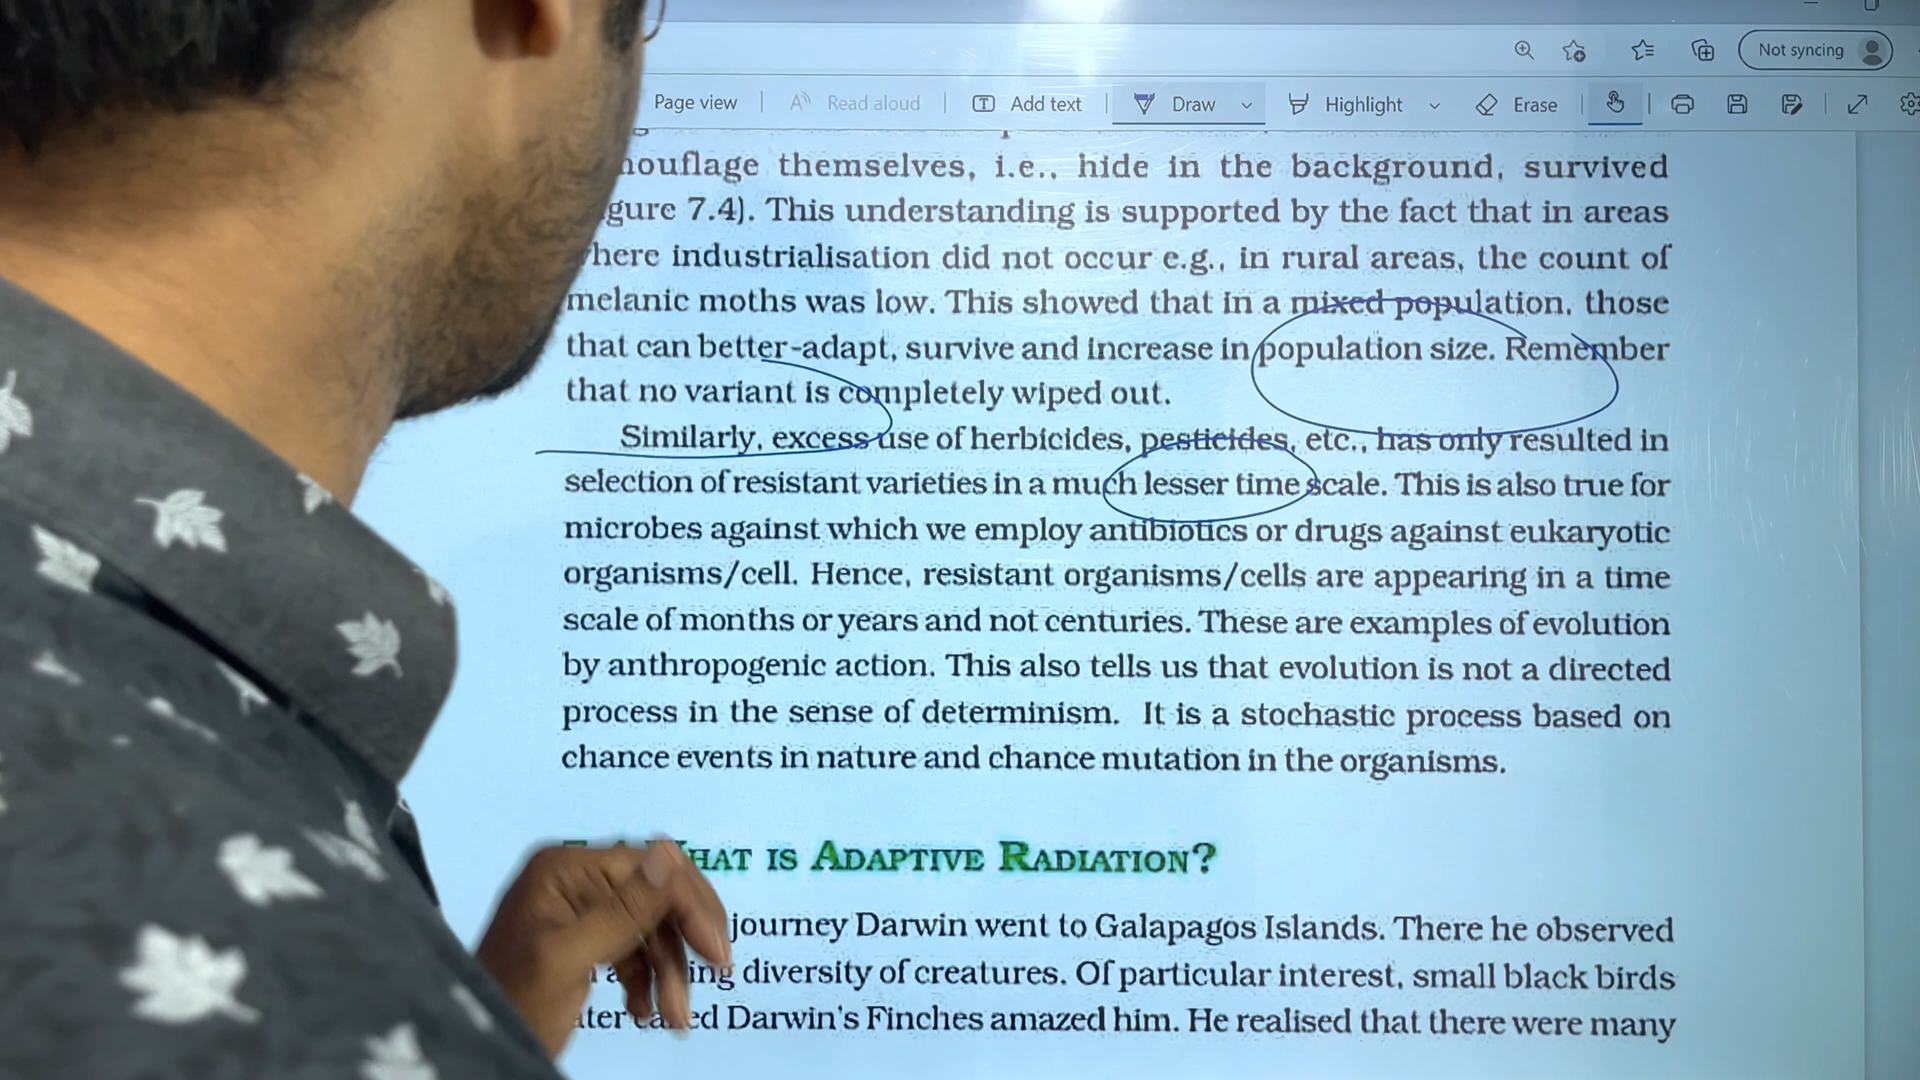 Not syncing
Page view Read aloud Add text Draw Highlight Erase
themselves, i.e., hide in the background, survived
7.4). This understanding is supported by the fact that in areas
industrialisation did not occur e.g., in rural areas, the count of
melanic moths was low. This showed that in a mixed population, those
that can better-adapt, survive and increase in population size. Remember
that no variant is completely wiped out.
Similarly, excess use of herbicides, pesticides, etc., has only resulted in
selection of resistant varieties in a much lesser time scale. This is also true for
microbes against which we employ antibiotics or drugs against eukaryotic
organisms/cell. Hence, resistant organisms/cells are appearing in a time
scale of months or years and not centuries. These are examples of evolution
by anthropogenic action. This also tells us that evolution is not a directed
process in the sense of determinism. It is a stochastic process based on
chance events in nature and chance mutation in the organisms.
IS ADAPTIVE RADIATION?
journey Darwin went to Galapagos Islands. There he observed
diversity of creatures. Of particular interest, small black birds
Darwin's Finches amazed him. He realised that there were many